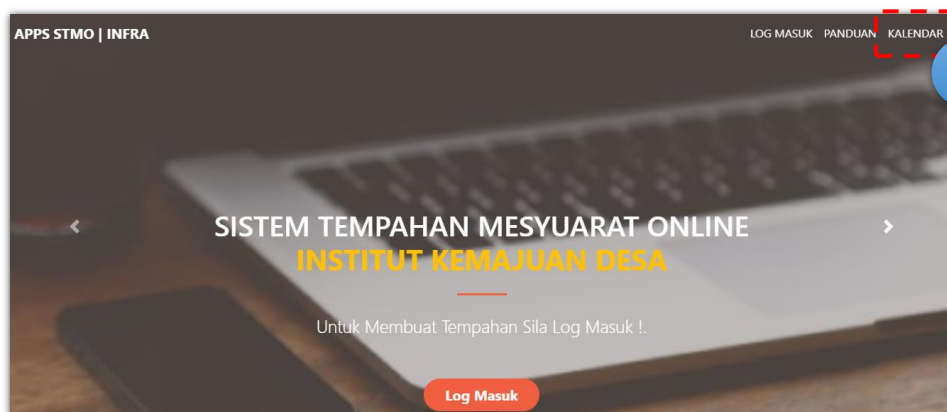 APPS STMO | INFRA
LOG MASUK PANDUAN KALENDAR
SISTEM TEMPAHAN MESYUARAT ONLINE
INSTITUT KEMAJUAN DESA
Untuk Membuat Tempahan Sila Log Masuk !.
Log Masuk